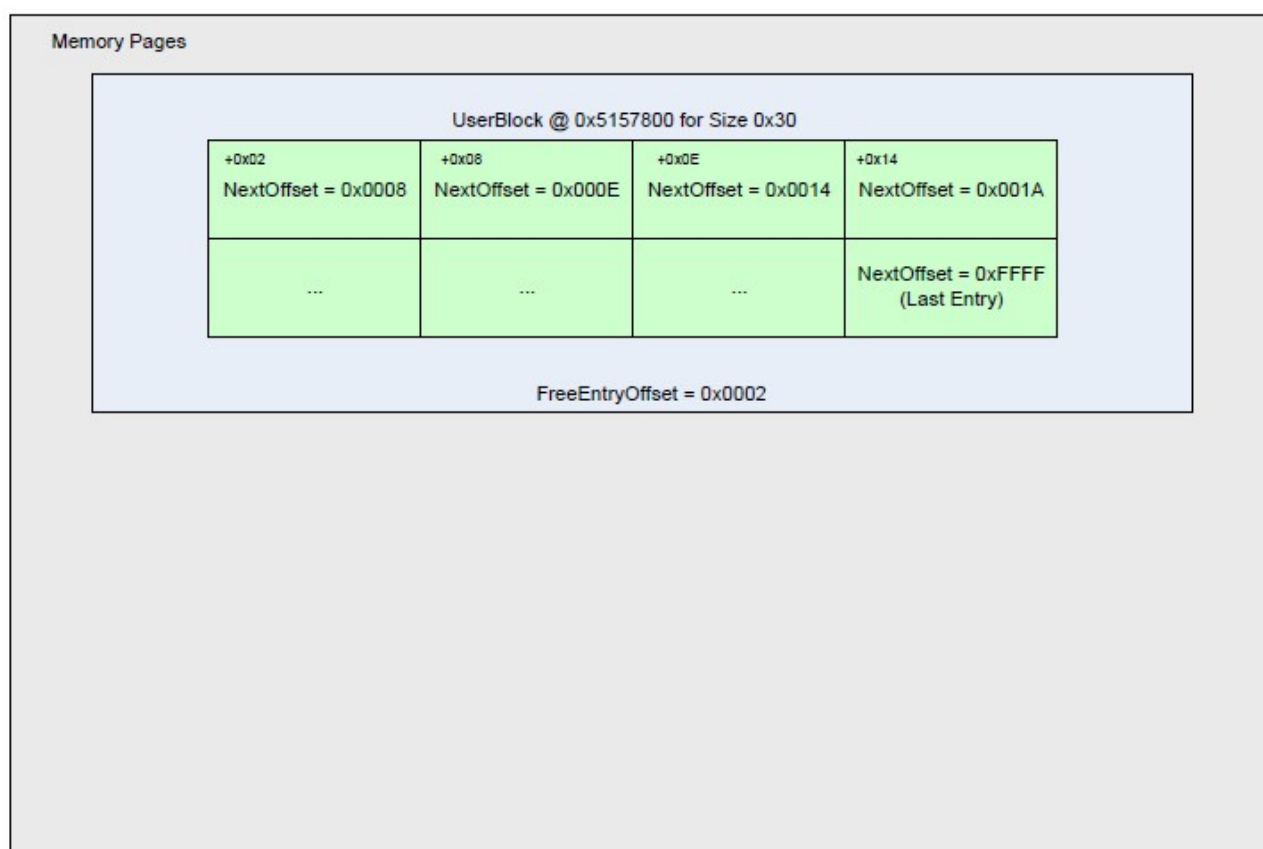 Memory Pages
UserBlock @ 0x5157800 for Size 0x30
+0x02 +0x08 +0x0E +0x14
NextOffset = 0x0008 NextOffset = 0x000E NextOffset = 0x0014 NextOffset = 0x001A
... ... ... NextOffset = 0xFFFF
(Last Entry)
FreeEntryOffset = 0x0002